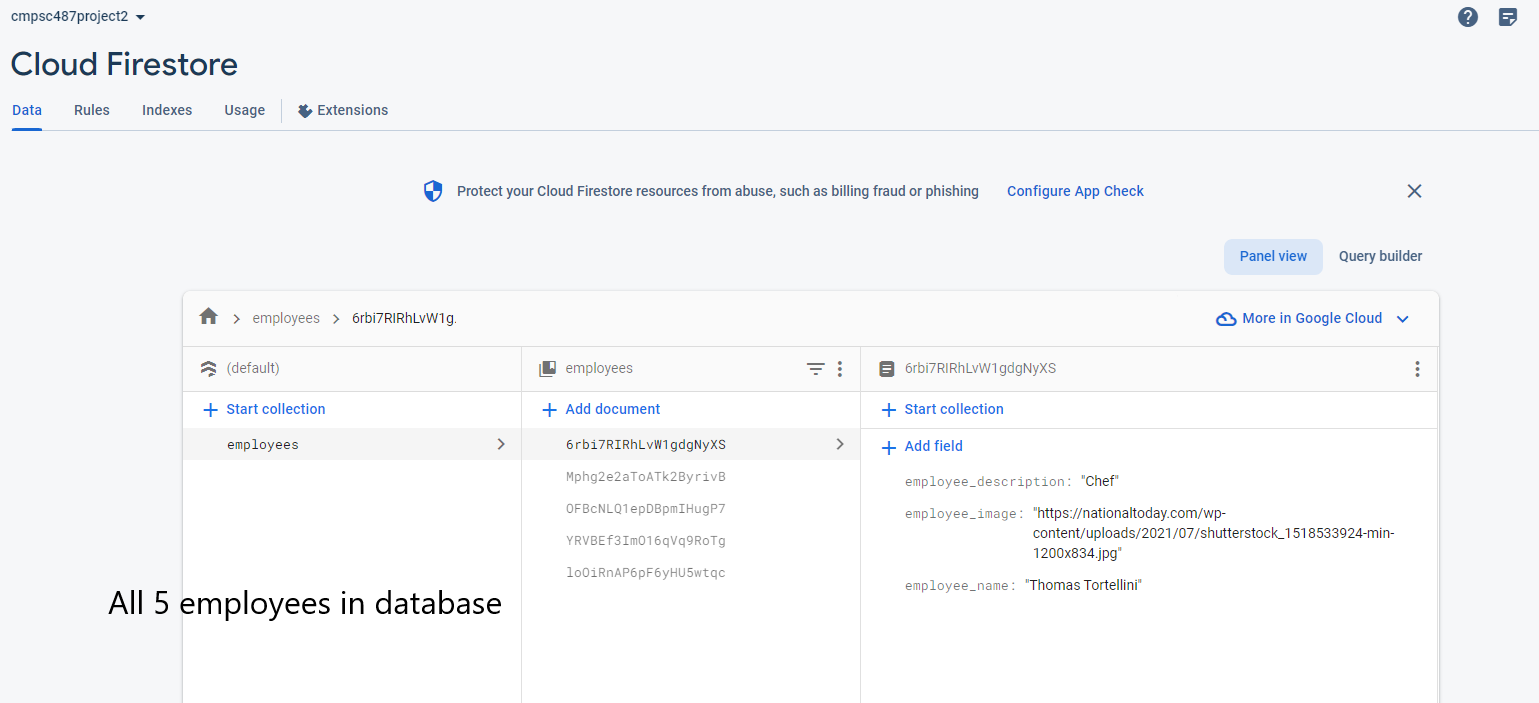 cmpsc487project2
Cloud Firestore
Data Rules Indexes Usage Extensions
Protect your Cloud Firestore resources from abuse, such as billing fraud or phishing Configure App Check
Panel view Query builder
employees 6rbi7RIRhLvW1g.
More in Google Cloud
(default) employees 6rbi7RIRhLvW1gdgNyXS
Start collection Add document Start collection
employees 6rbi7RIRhLvW1gdgNyXS Add field
Mphg2e2aToATk2ByrivB
OFBcNLQ1epDBpmIHugP7
YRVBEf3ImO16qVq9RoTg
loOiRnAP6pF6yHU5wtqc
employee_description: "Chef"
employee_image: "https://nationaltoday.com/wp-
content/uploads/2021/07/shutterstock_1518533924-min-
1200x834.jpg"
employee_name: "Thomas Tortellini"
All 5 employees in database